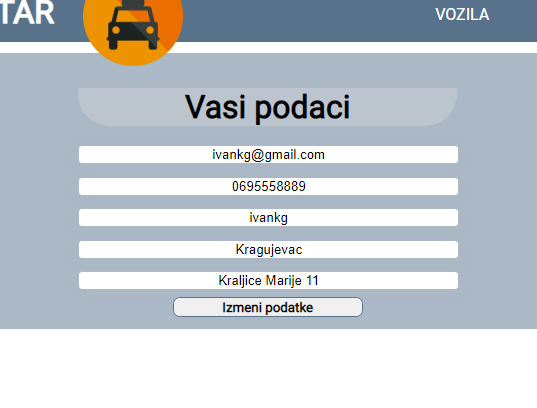 TAR
VOZILA
Vasi podaci
ivankg@gmail.com
0695558889
ivankg
Kragujevac
Kraljice Marije 11
Izmeni podatke